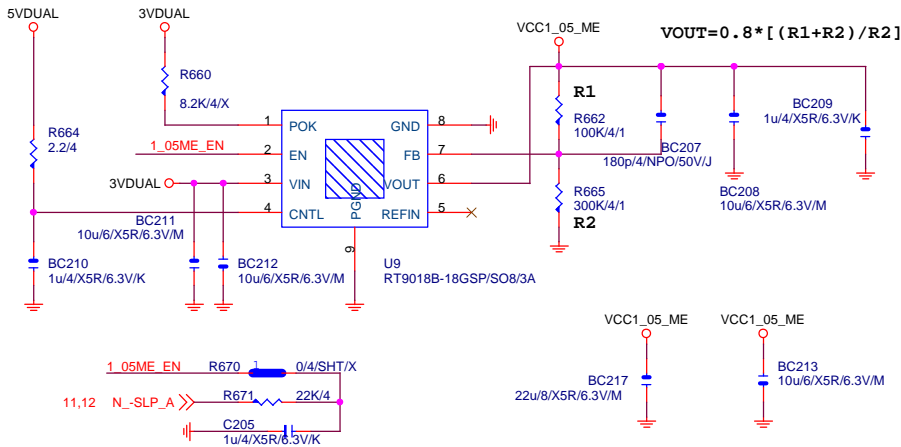 5VDUAL
3VDUAL
VCC1_05_ME
VOUT=0.8*[(R1+R2)/R2]
R660
8.2K/4/X
R664
2.2/4
1_05ME_EN
3VDUAL
1 POK
2 EN
3 VIN
4 CNTL
GND 8
FB 7
VOUT 6
REFIN 5
PGND
9
U9
RT9018B-18GSP/SO8/3A
R1
R662
100K/4/1
R665
300K/4/1
R2
BC207
180p/4/NPO/50V/J
BC208
10u/6/X5R/6.3V/M
BC209
1u/4/X5R/6.3V/K
BC211
10u/6/X5R/6.3V/M
BC210
1u/4/X5R/6.3V/K
BC212
10u/6/X5R/6.3V/M
1_05ME_EN
R670
1
0/4/SHT/X
11,12 N_-SLP_A
R671
22K/4
C205
1u/4/X5R/6.3V/K
VCC1_05_ME
BC217
22u/8/X5R/6.3V/M
VCC1_05_ME
BC213
10u/6/X5R/6.3V/M